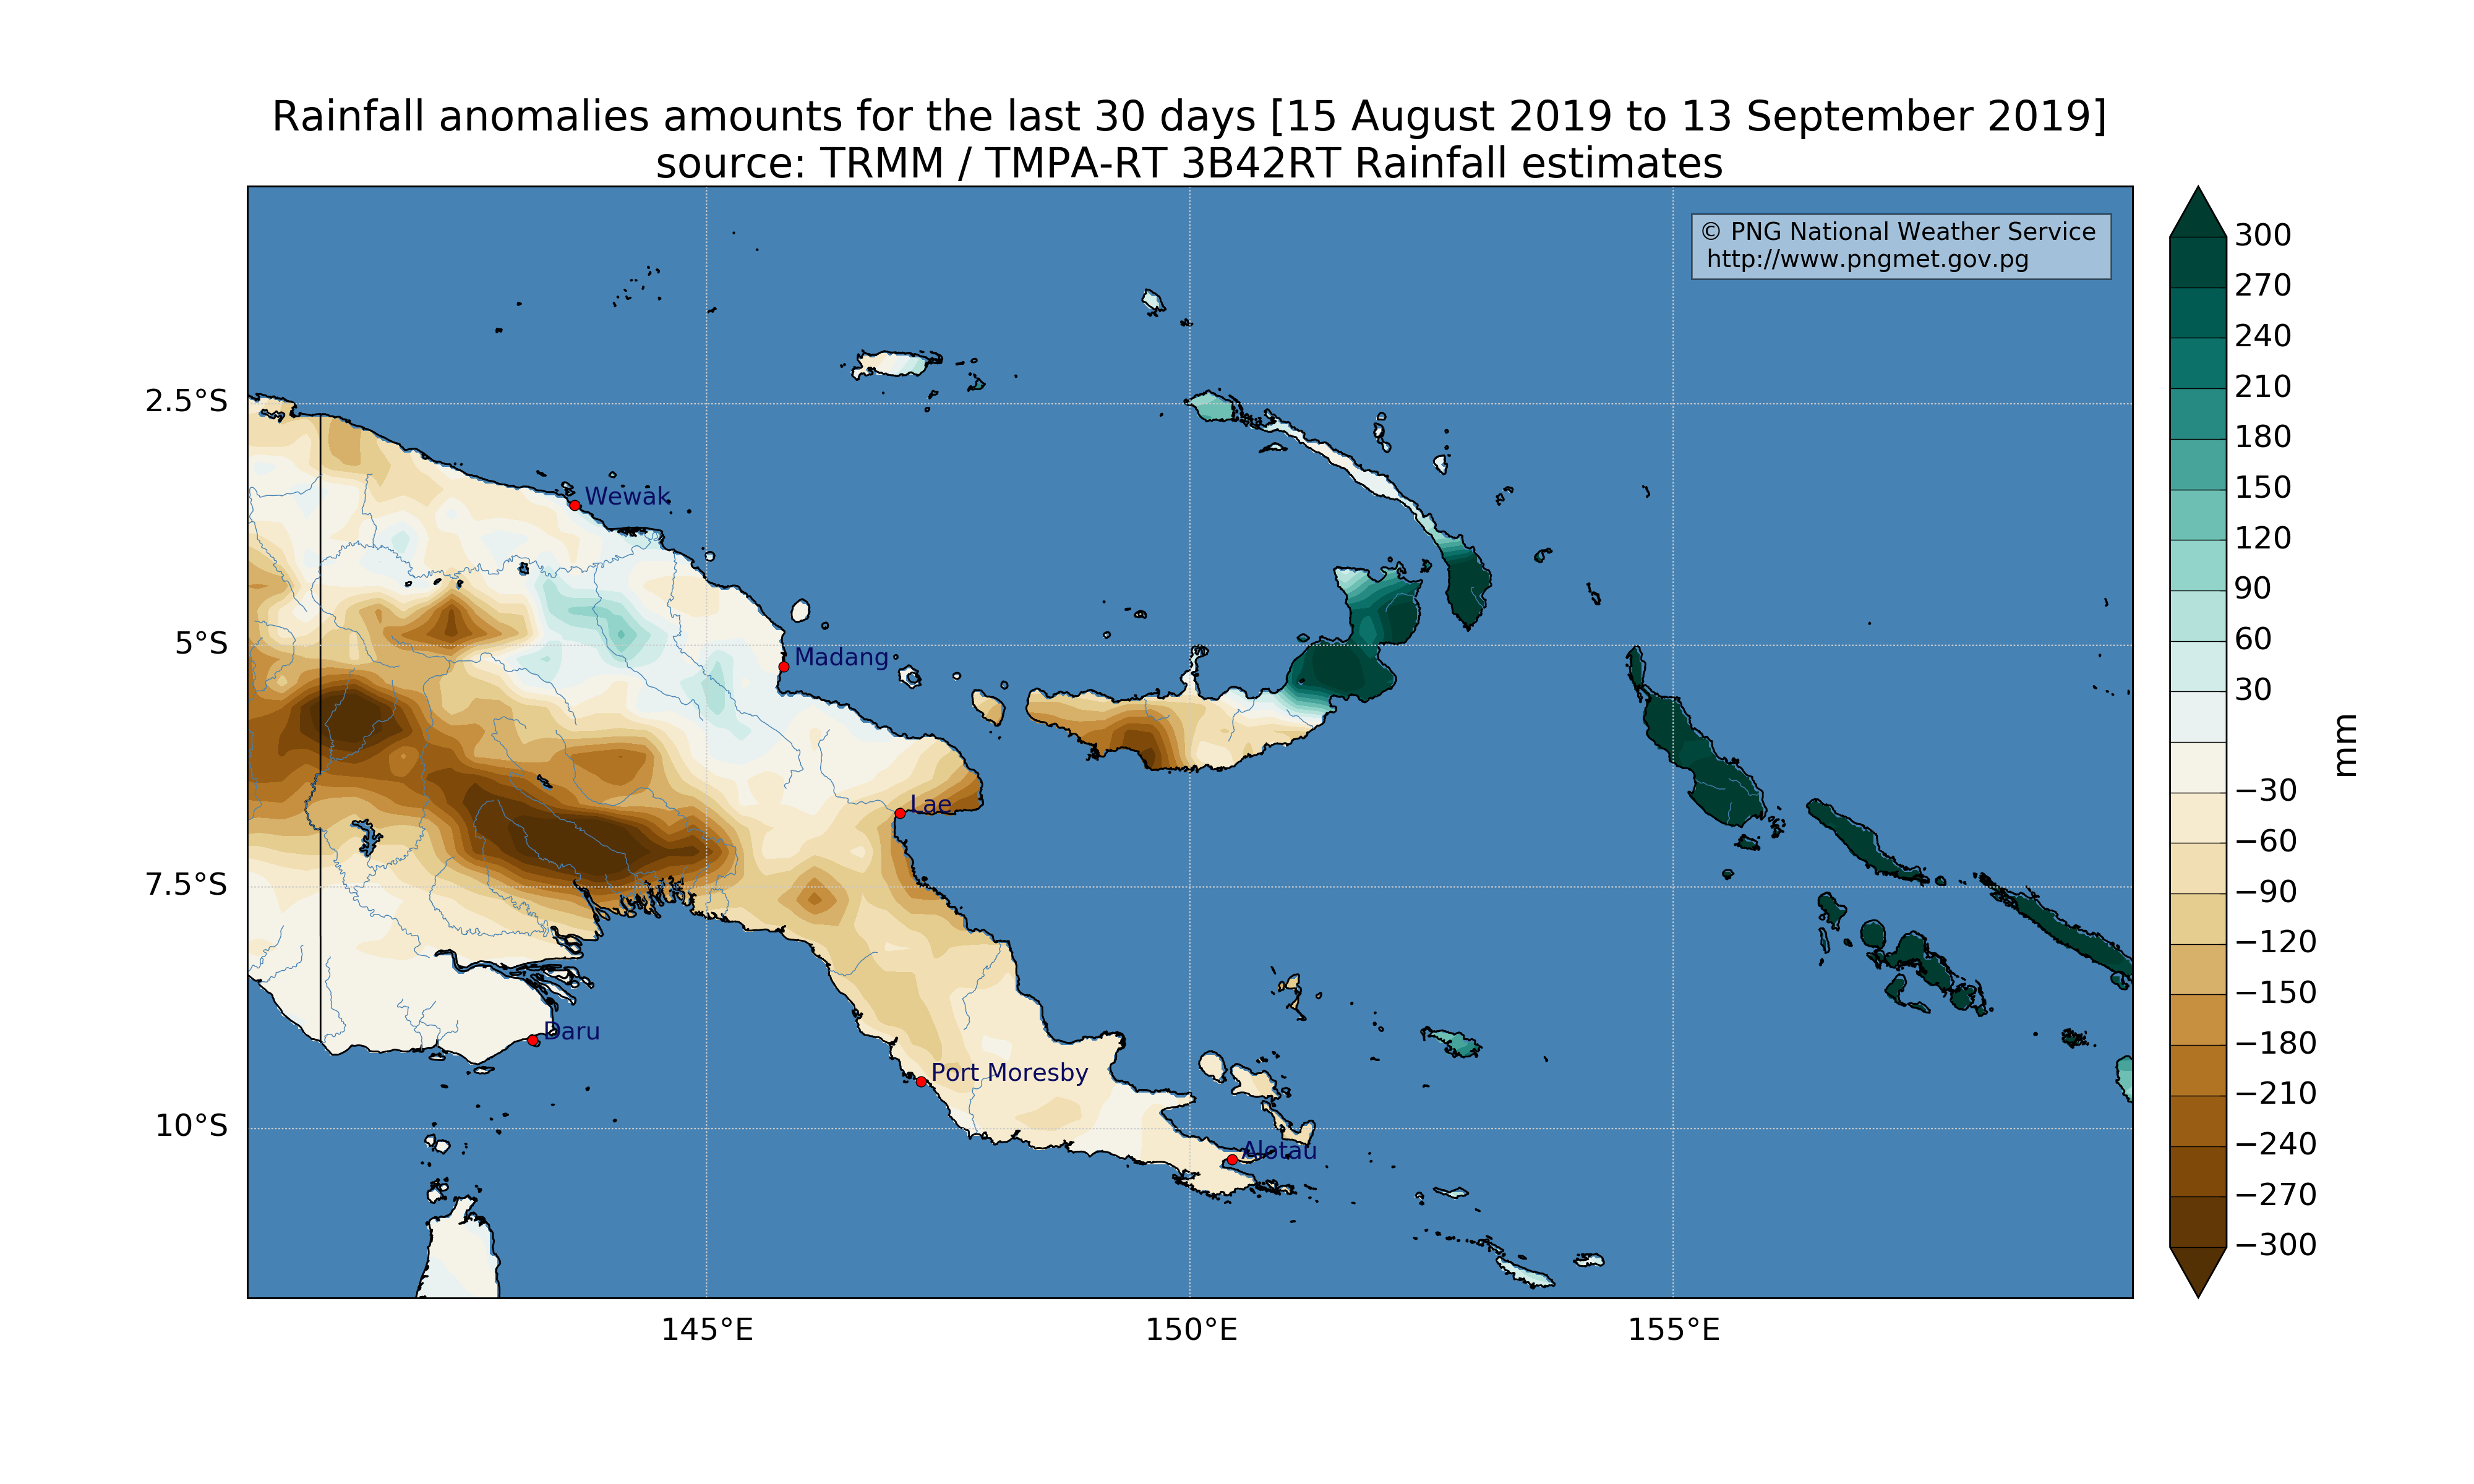 Rainfall anomalies amounts for the last 30 days [15 August 2019 to 13 September 2019]
source: TRMM / TMPA-RT 3B42RT Rainfall estimates
© PNG National Weather Service
http://www.pngmet.gov.pg
2.5°S
5°S
7.5°S
10°S
145°E
150°E
155°E
Wewak
Madang
Lae
Daru
Port Moresby
Alotau
300
270
240
210
180
150
120
90
60
30
−30
−60
−90
−120
−150
−180
−210
−240
−270
−300
mm